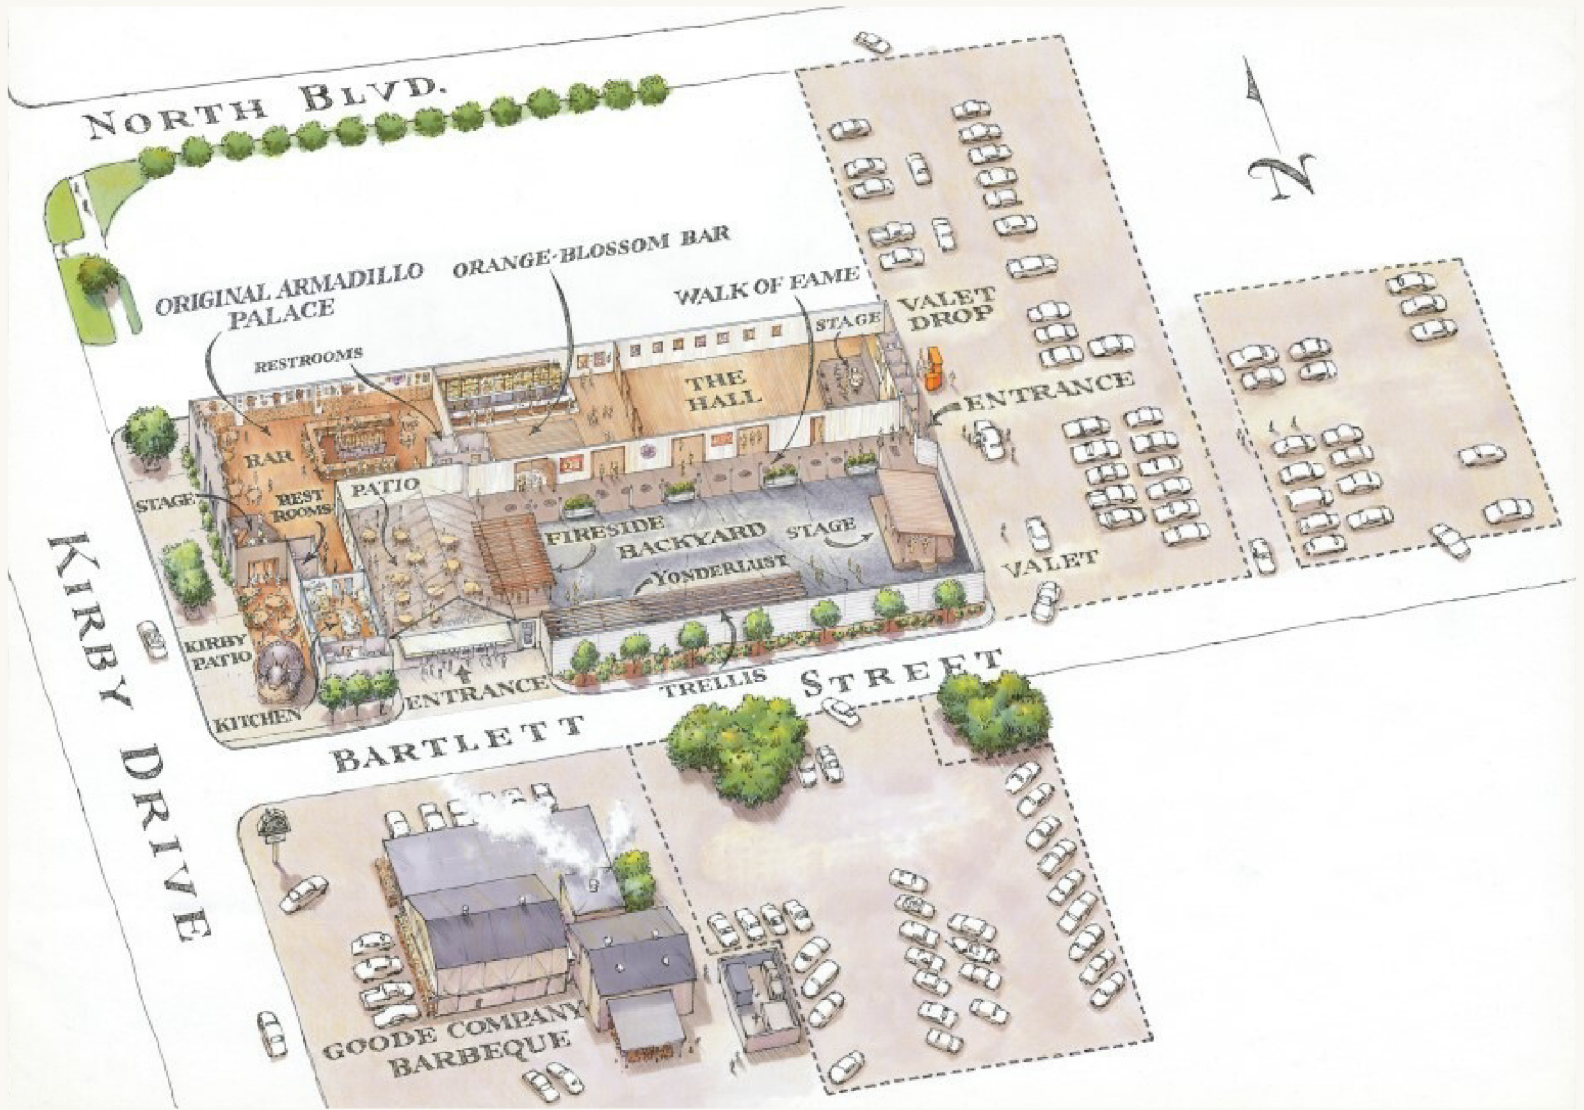 NORTH BLVD.
N
ORIGINAL ARMADILLO
PALACE
ORANGE-BLOSSOM BAR
WALK OF FAME
RESTROOMS
STAGE
VALET
DROP
THE
HALL
ENTRANCE
BAR
STAGE
REST
ROOMS
PATIO
FIRESIDE
BACKYARD
STAGE
YONDERLUST
VALET
KIRBY
PATIO
KITCHEN
ENTRANCE
TRELLIS
BARTLETT STREET
KIRBY DRIVE
GOODE COMPANY
BARBEQUE